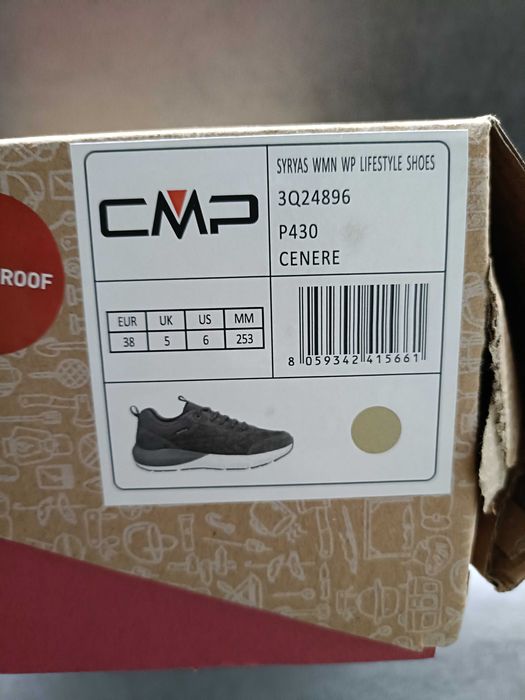 ROOF
CMP
SYRYAS WMN WP LIFESTYLE SHOES
3Q24896
P430
CENERE
EUR UK US MM
38 5 6 253
8 059342 415661